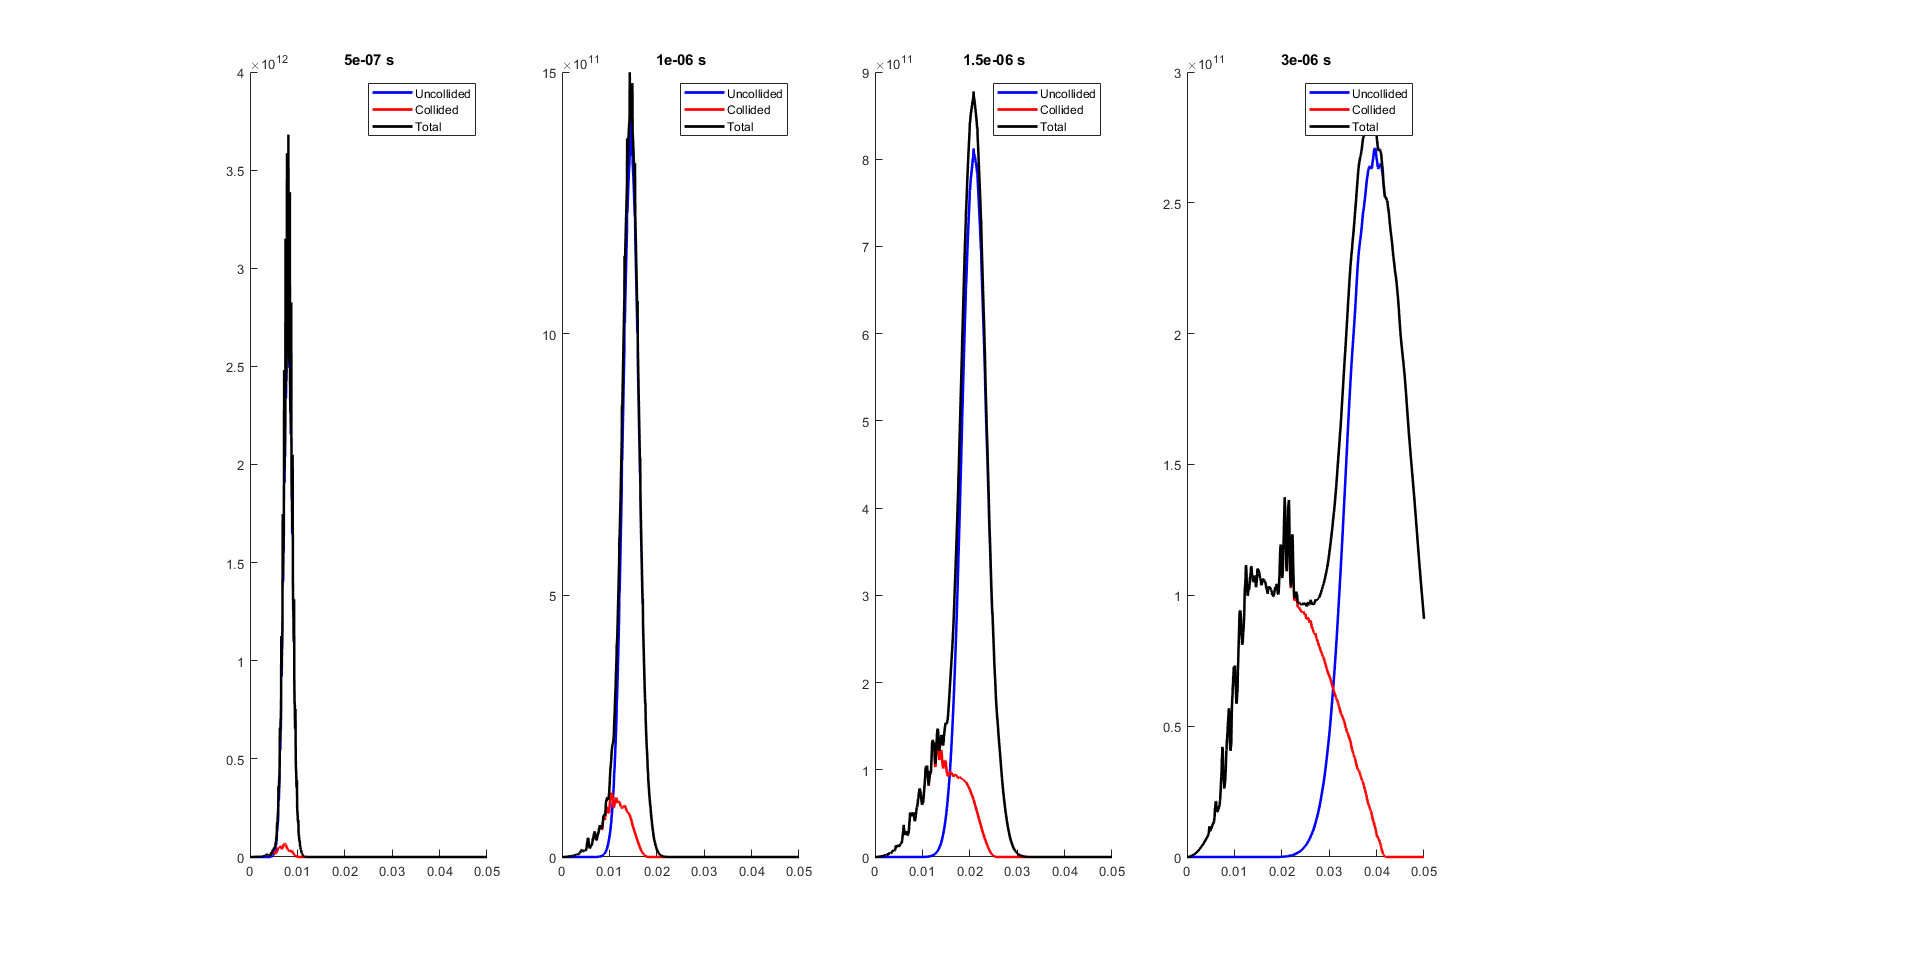 × 10^12 5e-07 s
Uncollided
Collided
Total
4
3.5
3
2.5
2
1.5
1
0.5
0
0 0.01 0.02 0.03 0.04 0.05
× 10^11 1e-06 s
Uncollided
Collided
Total
15
10
5
0
0 0.01 0.02 0.03 0.04 0.05
× 10^11 1.5e-06 s
Uncollided
Collided
Total
9
8
7
6
5
4
3
2
1
0
0 0.01 0.02 0.03 0.04 0.05
× 10^11 3e-06 s
Uncollided
Collided
Total
3
2.5
2
1.5
1
0.5
0
0 0.01 0.02 0.03 0.04 0.05